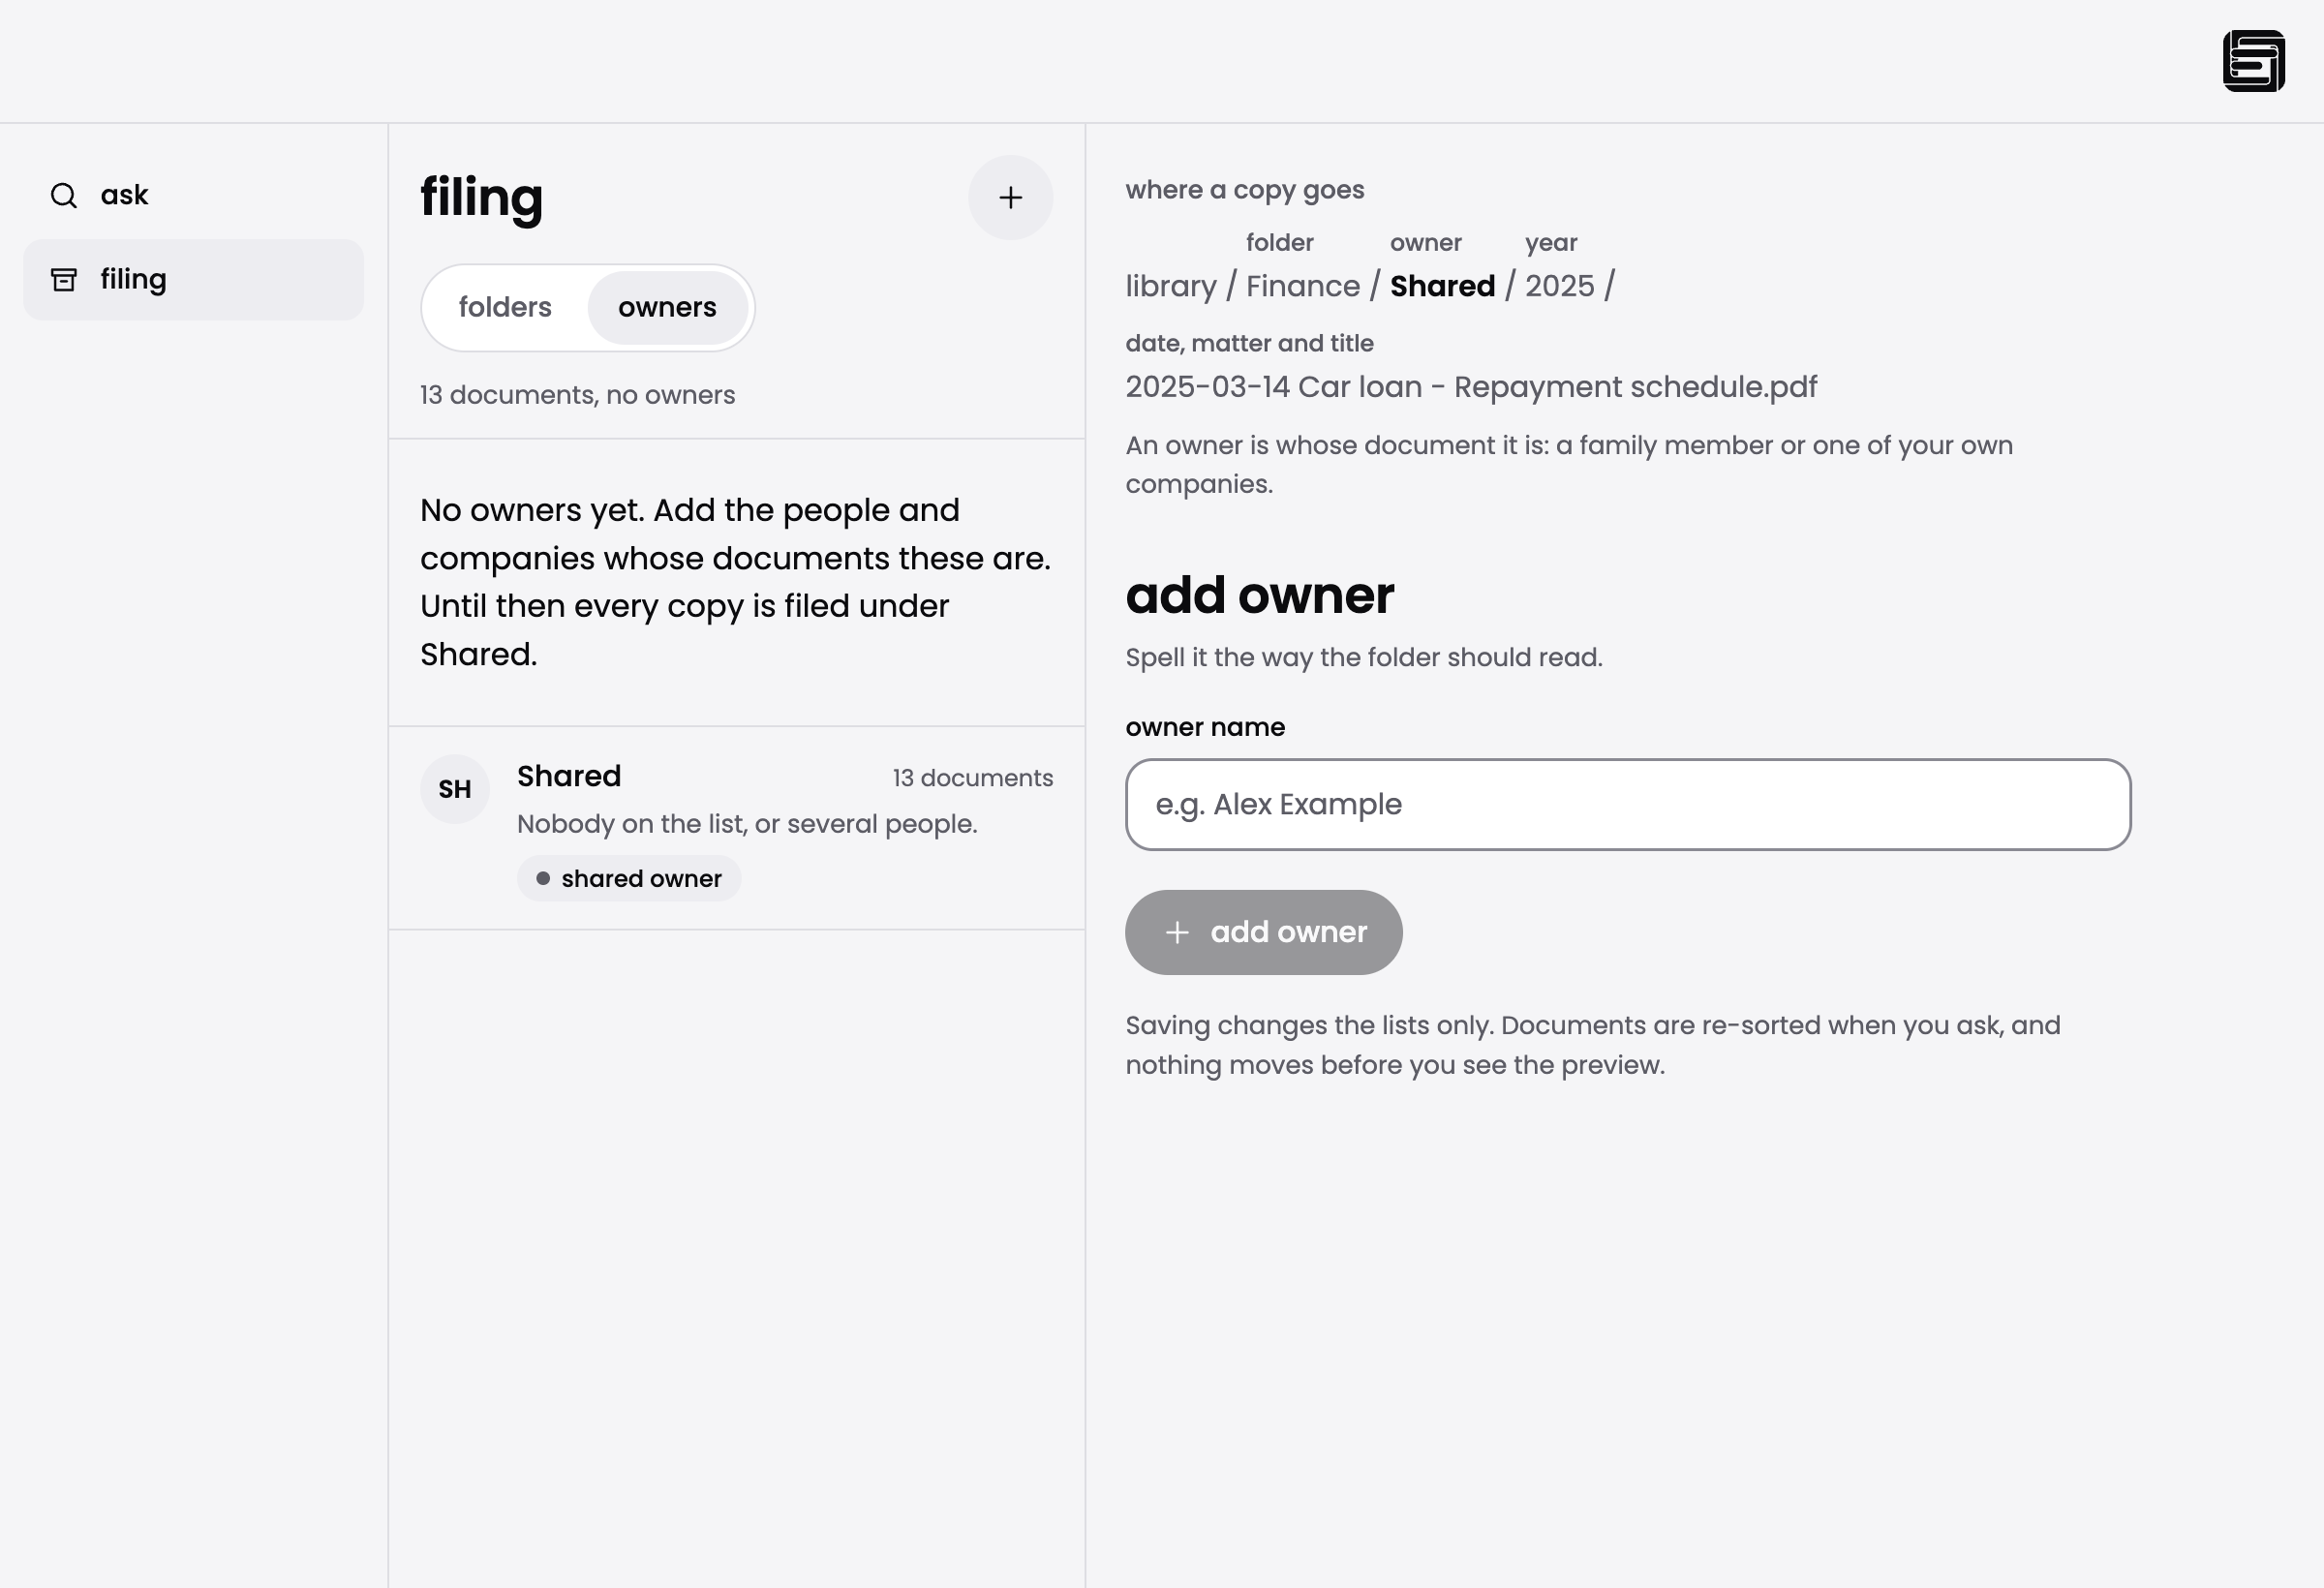 ask
filing
filing
folders
owners
13 documents, no owners
No owners yet. Add the people and
companies whose documents these are.
Until then every copy is filed under
Shared.
SH
Shared
13 documents
Nobody on the list, or several people.
shared owner
where a copy goes
folder owner year
library / Finance / Shared / 2025 /
date, matter and title
2025-03-14 Car loan - Repayment schedule.pdf
An owner is whose document it is: a family member or one of your own
companies.
add owner
Spell it the way the folder should read.
owner name
e.g. Alex Example
+ add owner
Saving changes the lists only. Documents are re-sorted when you ask, and
nothing moves before you see the preview.